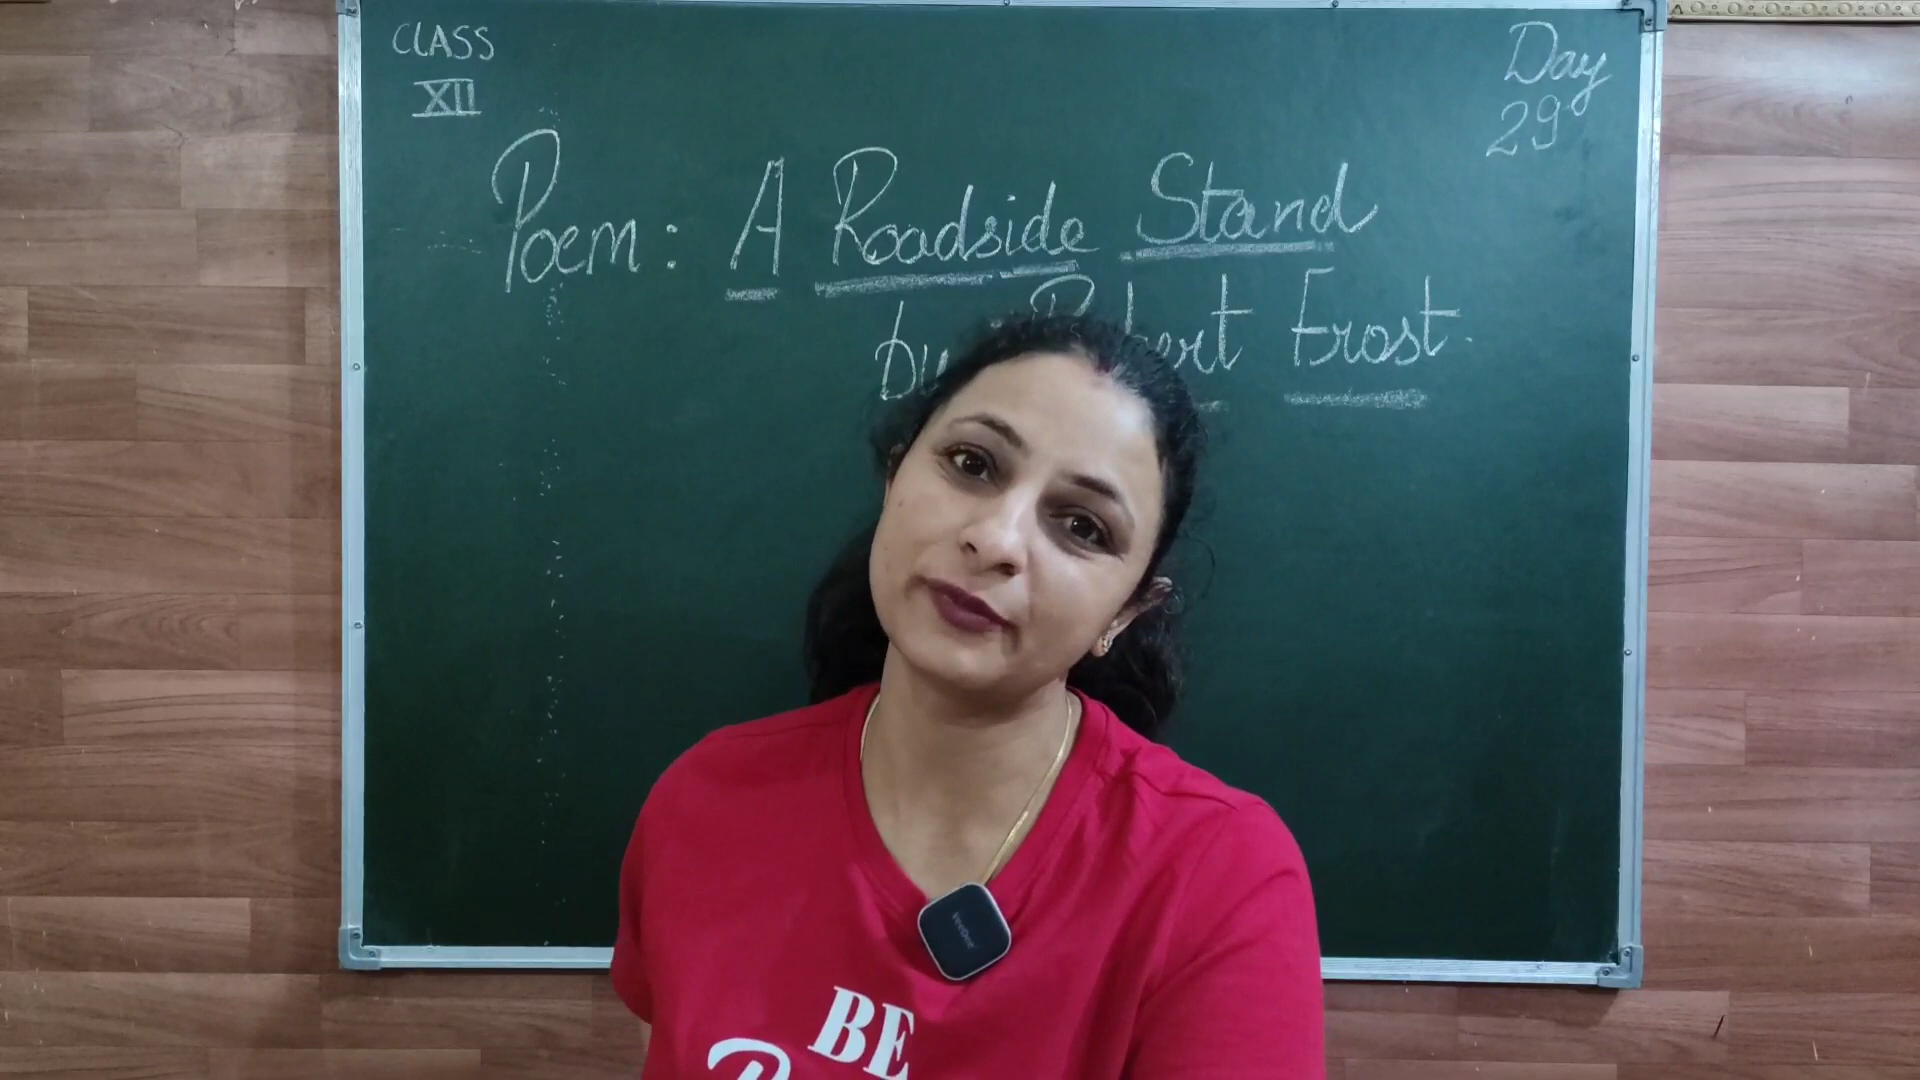 CLASS
XII
Day
29
Poem: A Roadside Stand
Frost.
BE